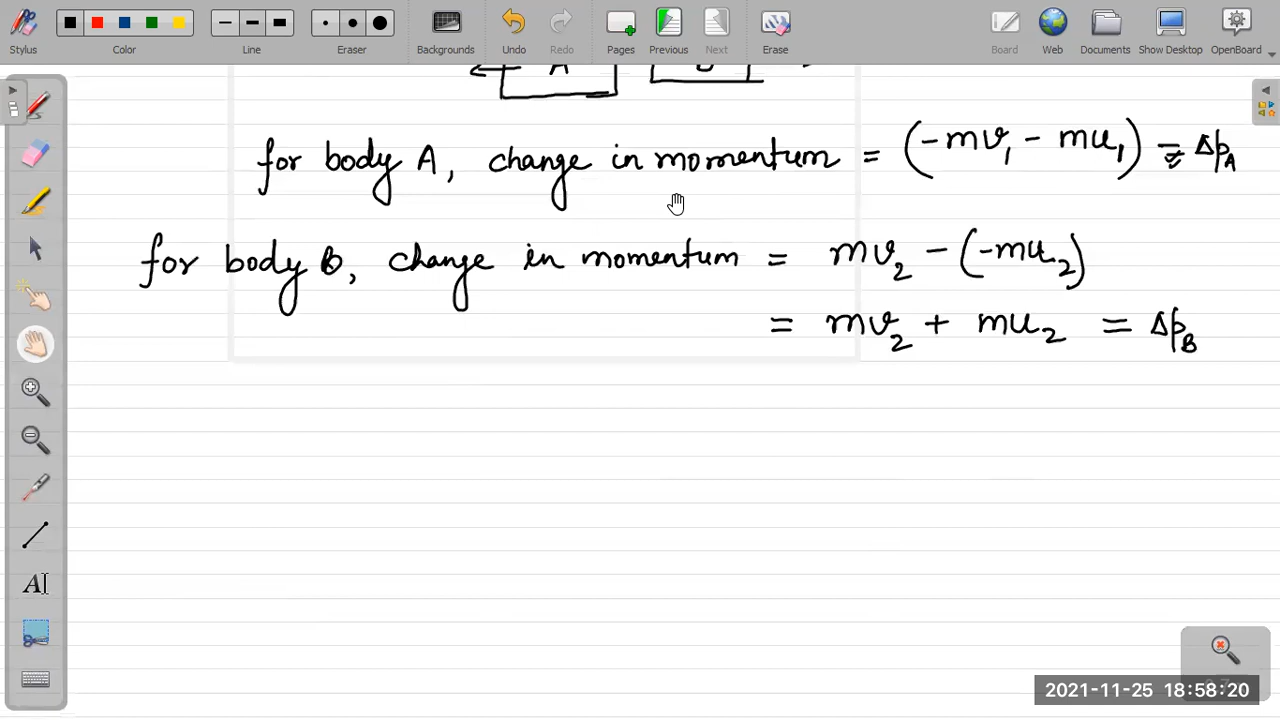 Stylus Color Line Eraser Backgrounds Undo Redo Pages Previous Next Erase Board Web Documents Show Desktop OpenBoard
A
for body A, change in momentum = (-mv₁ - mu₁) = Δp_A
for body B, change in momentum = mv₂ - (-mu₂)
= mv₂ + mu₂ = Δp_B
AI
2021-11-25 18:58:20